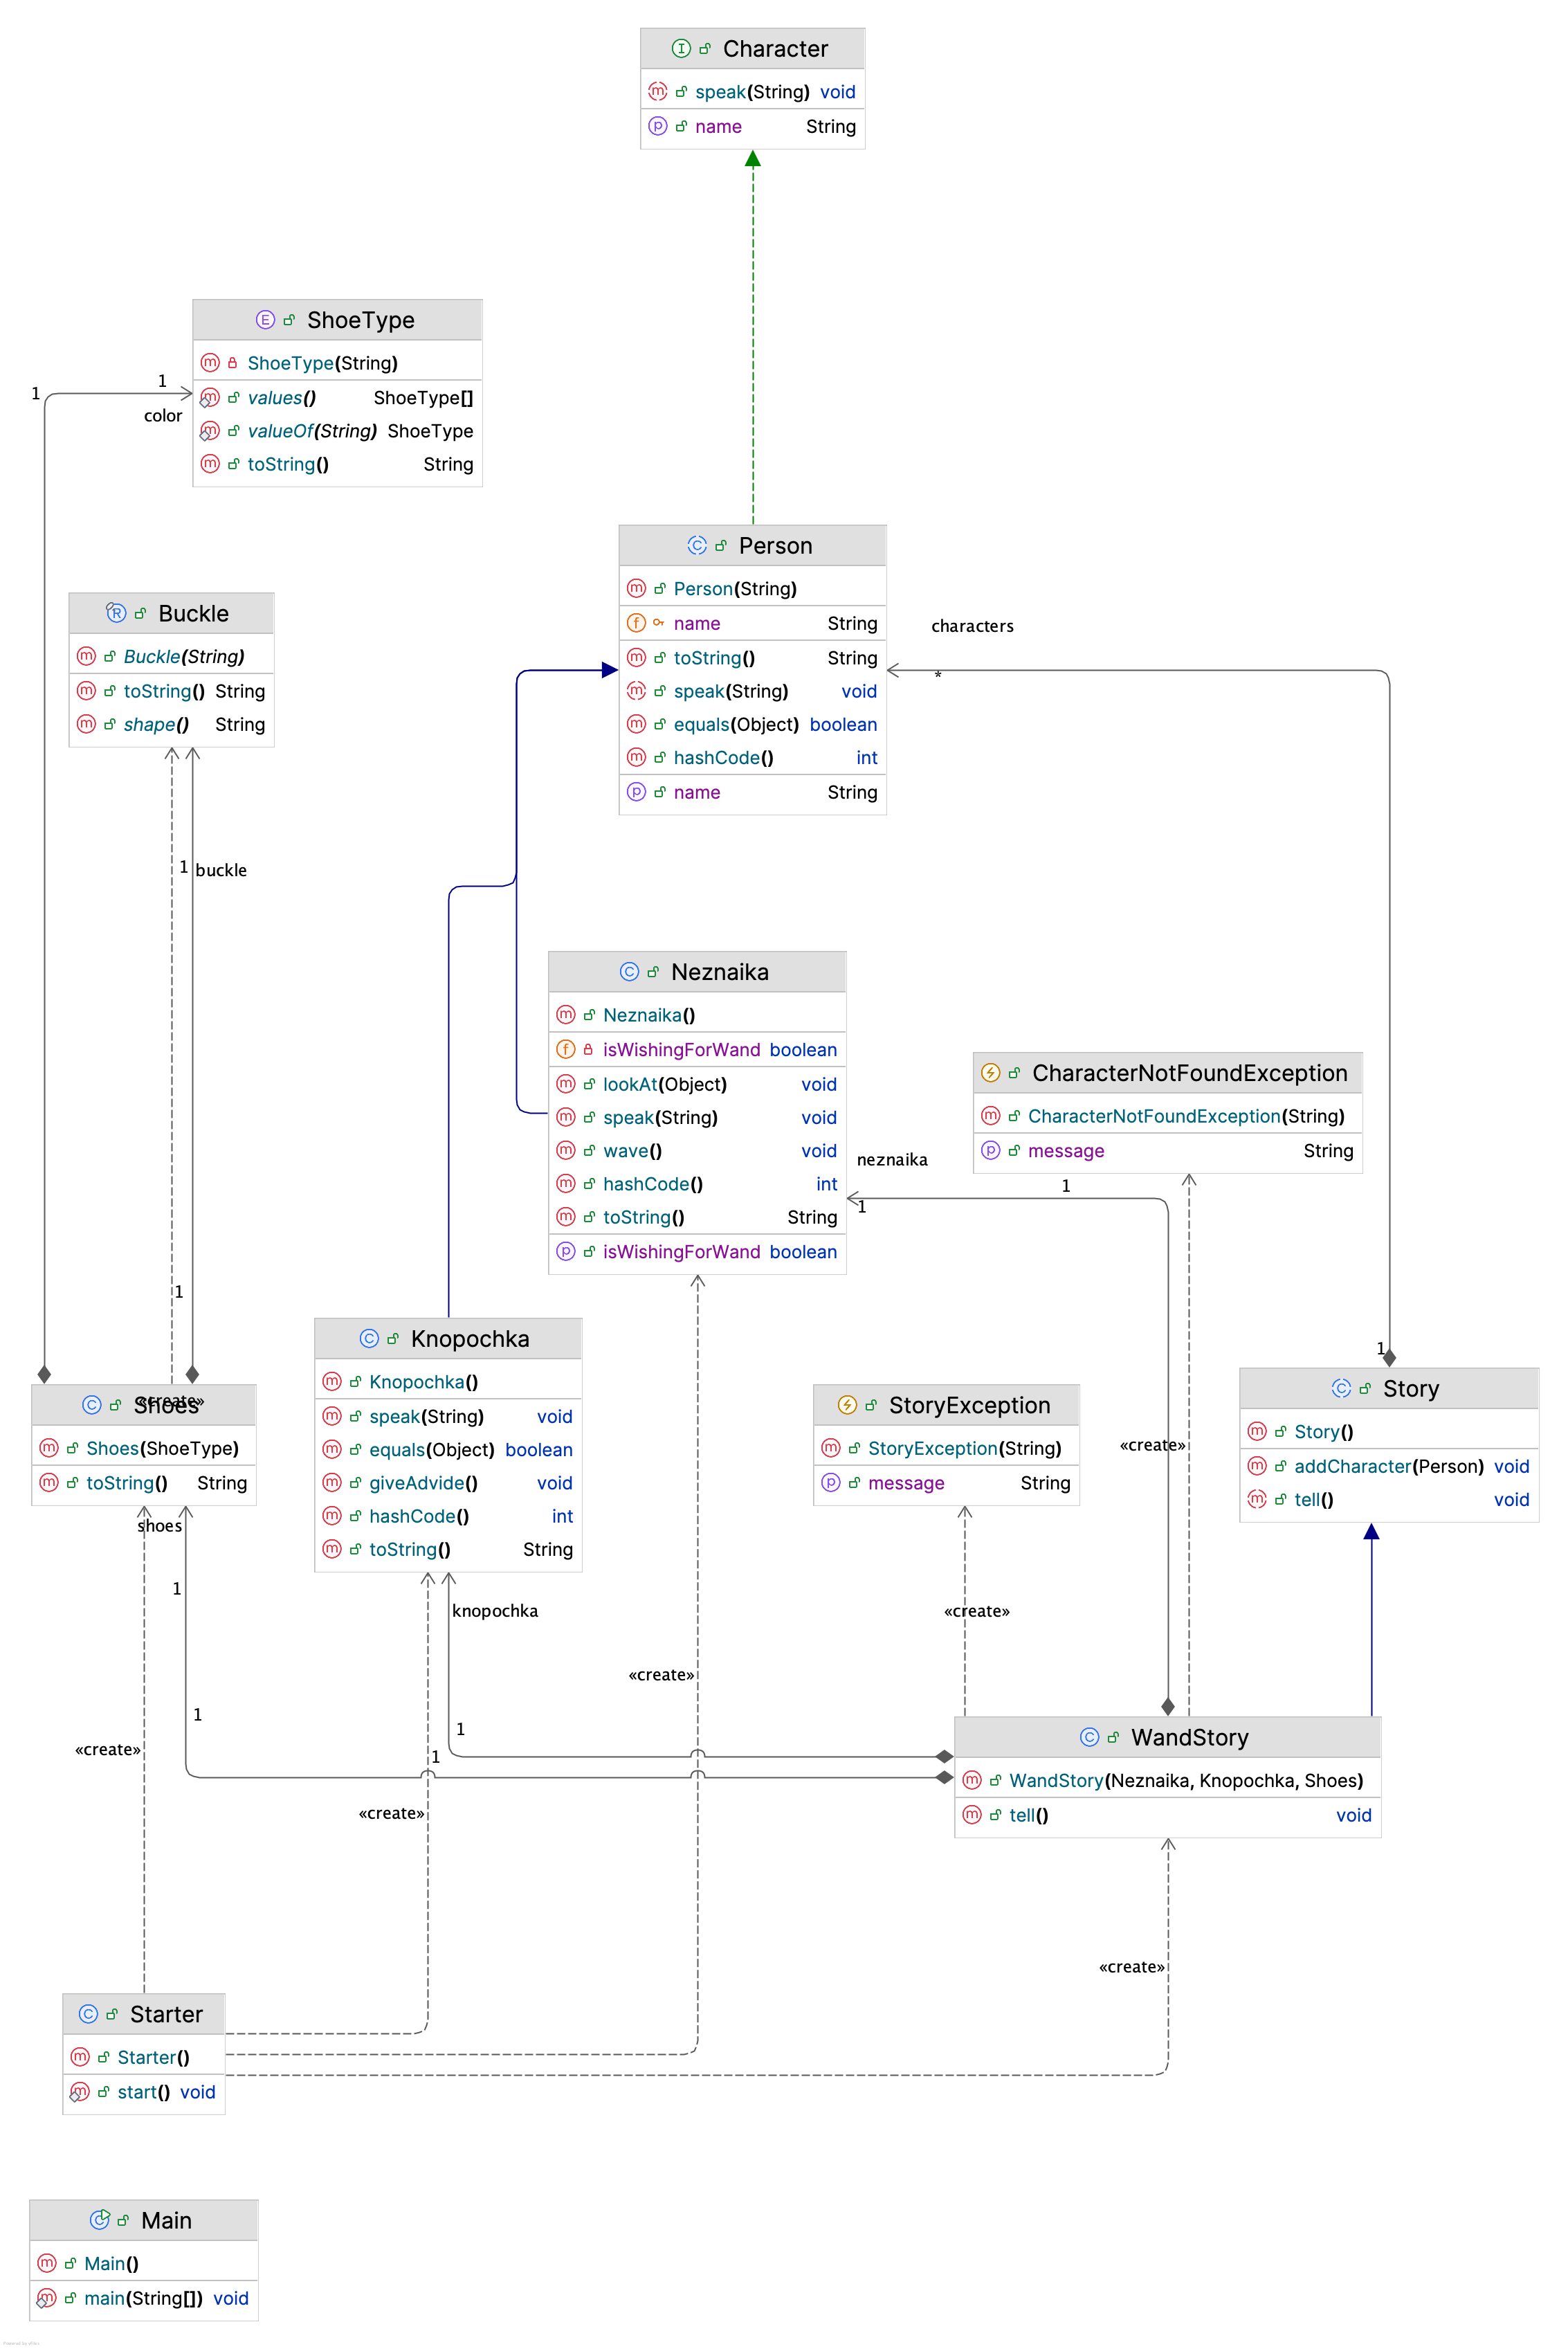 Character
speak(String) void
name String
ShoeType
ShoeType(String)
values() ShoeType[]
valueOf(String) ShoeType
toString() String
1
1
color
Person
Person(String)
name String
toString() String
speak(String) void
equals(Object) boolean
hashCode() int
name String
Buckle
Buckle(String)
toString() String
shape() String
characters
*
1
buckle
Neznaika
Neznaika()
isWishingForWand boolean
lookAt(Object) void
speak(String) void
wave() void
hashCode() int
toString() String
isWishingForWand boolean
CharacterNotFoundException
CharacterNotFoundException(String)
message String
neznaika
1
1
1
Knopochka
Knopochka()
speak(String) void
equals(Object) boolean
giveAdvide() void
hashCode() int
toString() String
1
Story
Story()
addCharacter(Person) void
tell() void
«create»
Shoes
Shoes(ShoeType)
toString() String
StoryException
StoryException(String)
message String
«create»
shoes
1
knopochka
«create»
«create»
1
1
1
WandStory
WandStory(Neznaika, Knopochka, Shoes)
tell() void
«create»
«create»
«create»
Starter
Starter()
start() void
Main
Main()
main(String[]) void
Powered by yFiles